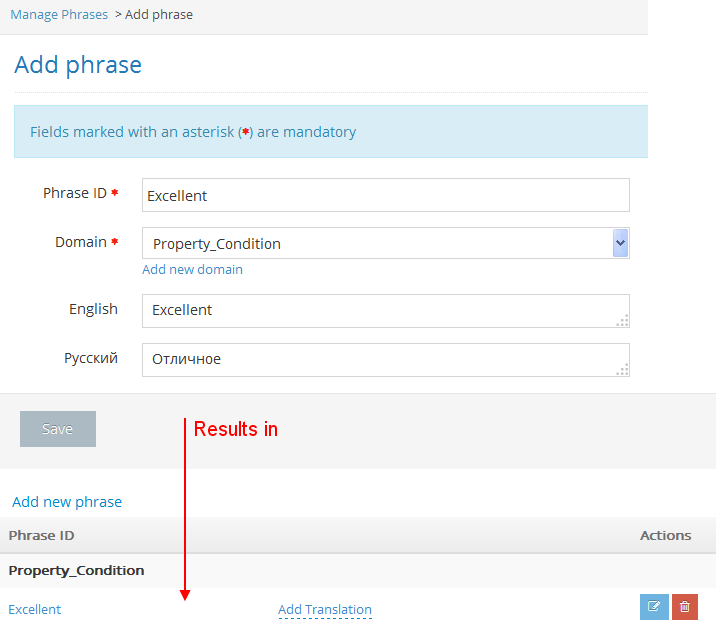 Manage Phrases > Add phrase
Add phrase
Fields marked with an asterisk (*) are mandatory
Phrase ID * Excellent
Domain * Property_Condition
Add new domain
English Excellent
Русский Отличное
Save
Results in
Add new phrase
Phrase ID Actions
Property_Condition
Excellent Add Translation